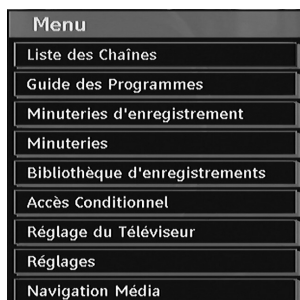 Menu
Liste des Chaînes
Guide des Programmes
Minuteries d'enregistrement
Minuteries
Bibliothèque d'enregistrements
Accès Conditionnel
Réglage du Téléviseur
Réglages
Navigation Média